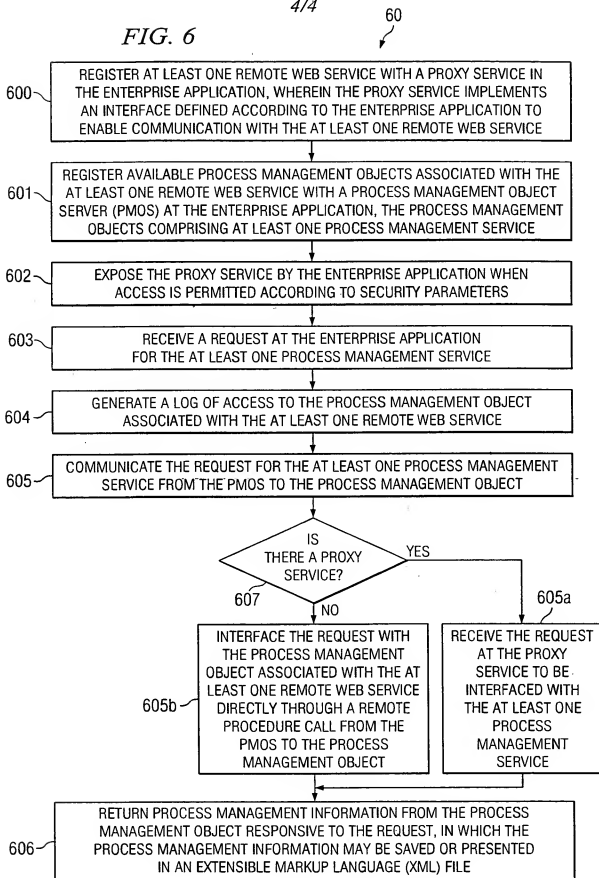 4/4
FIG. 6
60
600
REGISTER AT LEAST ONE REMOTE WEB SERVICE WITH A PROXY SERVICE IN
THE ENTERPRISE APPLICATION, WHEREIN THE PROXY SERVICE IMPLEMENTS
AN INTERFACE DEFINED ACCORDING TO THE ENTERPRISE APPLICATION TO
ENABLE COMMUNICATION WITH THE AT LEAST ONE REMOTE WEB SERVICE
601
REGISTER AVAILABLE PROCESS MANAGEMENT OBJECTS ASSOCIATED WITH THE
AT LEAST ONE REMOTE WEB SERVICE WITH A PROCESS MANAGEMENT OBJECT
SERVER (PMOS) AT THE ENTERPRISE APPLICATION, THE PROCESS MANAGEMENT
OBJECTS COMPRISING AT LEAST ONE PROCESS MANAGEMENT SERVICE
602
EXPOSE THE PROXY SERVICE BY THE ENTERPRISE APPLICATION WHEN
ACCESS IS PERMITTED ACCORDING TO SECURITY PARAMETERS
603
RECEIVE A REQUEST AT THE ENTERPRISE APPLICATION
FOR THE AT LEAST ONE PROCESS MANAGEMENT SERVICE
604
GENERATE A LOG OF ACCESS TO THE PROCESS MANAGEMENT OBJECT
ASSOCIATED WITH THE AT LEAST ONE REMOTE WEB SERVICE
605
COMMUNICATE THE REQUEST FOR THE AT LEAST ONE PROCESS MANAGEMENT
SERVICE FROM THE PMOS TO THE PROCESS MANAGEMENT OBJECT
IS
THERE A PROXY
SERVICE?
607
YES
NO
605b
INTERFACE THE REQUEST WITH
THE PROCESS MANAGEMENT
OBJECT ASSOCIATED WITH THE AT
LEAST ONE REMOTE WEB SERVICE
DIRECTLY THROUGH A REMOTE
PROCEDURE CALL FROM THE
PMOS TO THE PROCESS
MANAGEMENT OBJECT
605a
RECEIVE THE REQUEST
AT THE PROXY
SERVICE TO BE
INTERFACED WITH
THE AT LEAST ONE
PROCESS
MANAGEMENT
SERVICE
606
RETURN PROCESS MANAGEMENT INFORMATION FROM THE PROCESS
MANAGEMENT OBJECT RESPONSIVE TO THE REQUEST, IN WHICH THE
PROCESS MANAGEMENT INFORMATION MAY BE SAVED OR PRESENTED
IN AN EXTENSIBLE MARKUP LANGUAGE (XML) FILE